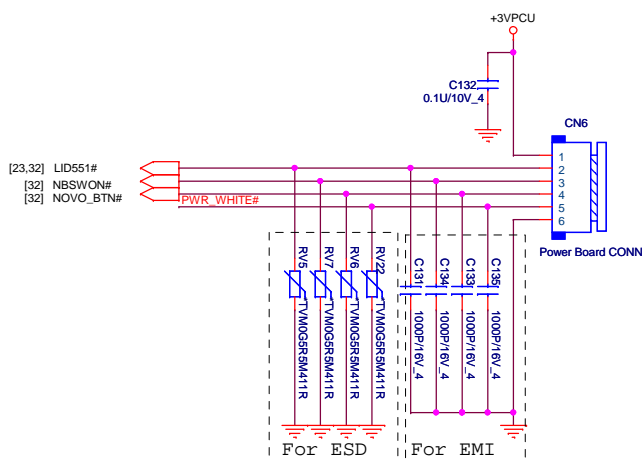 +3VPCU
C132
0.1U/10V_4
CN6
1
2
3
4
5
6
Power Board CONN
[23,32] LID551#
[32] NBSWON#
[32] NOVO_BTN#
PWR_WHITE#
RV5
RV7
RV6
RV22
*TVM0G5R5M411R
*TVM0G5R5M411R
*TVM0G5R5M411R
*TVM0G5R5M411R
C131
C134
C133
C135
1000P/16V_4
1000P/16V_4
1000P/16V_4
1000P/16V_4
For ESD
For EMI